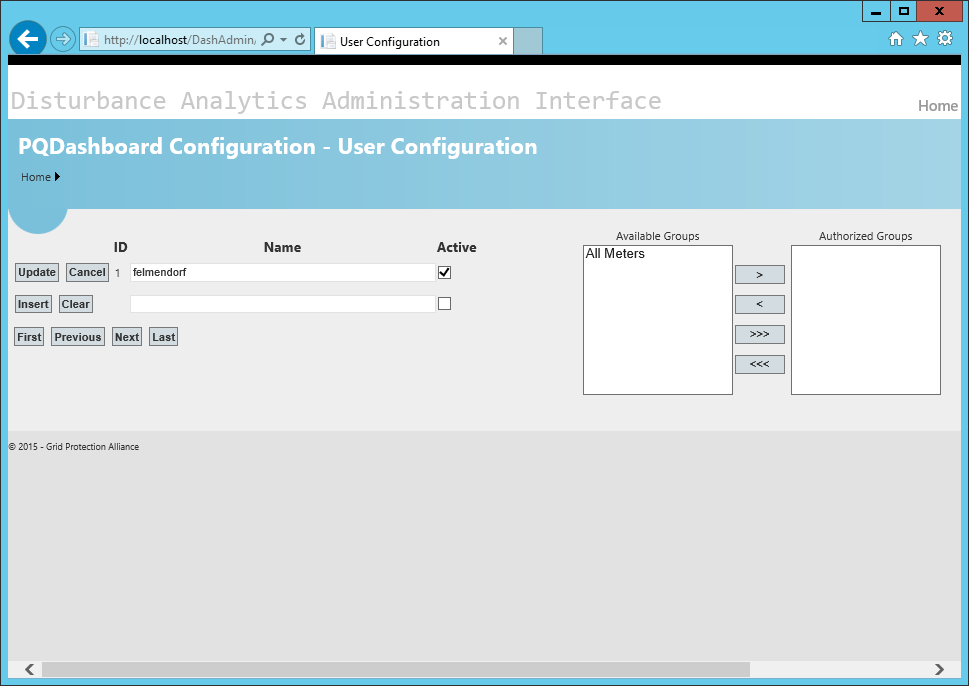 http://localhost/DashAdmin/
User Configuration
Disturbance Analytics Administration Interface
Home
PQDashboard Configuration - User Configuration
Home
ID Name Active
Update Cancel 1 felmendorf
Insert Clear
First Previous Next Last
Available Groups Authorized Groups
All Meters
>
<
>>>
<<<
© 2015 - Grid Protection Alliance